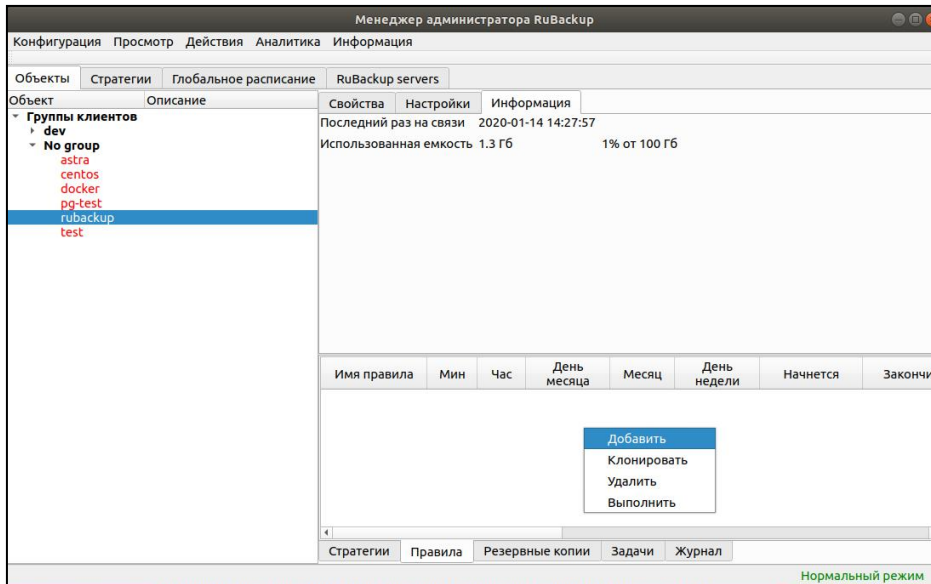 Менеджер администратора RuBackup
Конфигурация Просмотр Действия Аналитика Информация
Объекты Стратегии Глобальное расписание RuBackup servers
Объект Описание
Группы клиентов
dev
No group
astra
centos
docker
pg-test
rubackup
test
Свойства Настройки Информация
Последний раз на связи 2020-01-14 14:27:57
Использованная емкость 1.3 Гб 1% от 100 Гб
Имя правила Мин Час День месяца Месяц День недели Начнется Закончи
Добавить
Клонировать
Удалить
Выполнить
Стратегии Правила Резервные копии Задачи Журнал
Нормальный режим